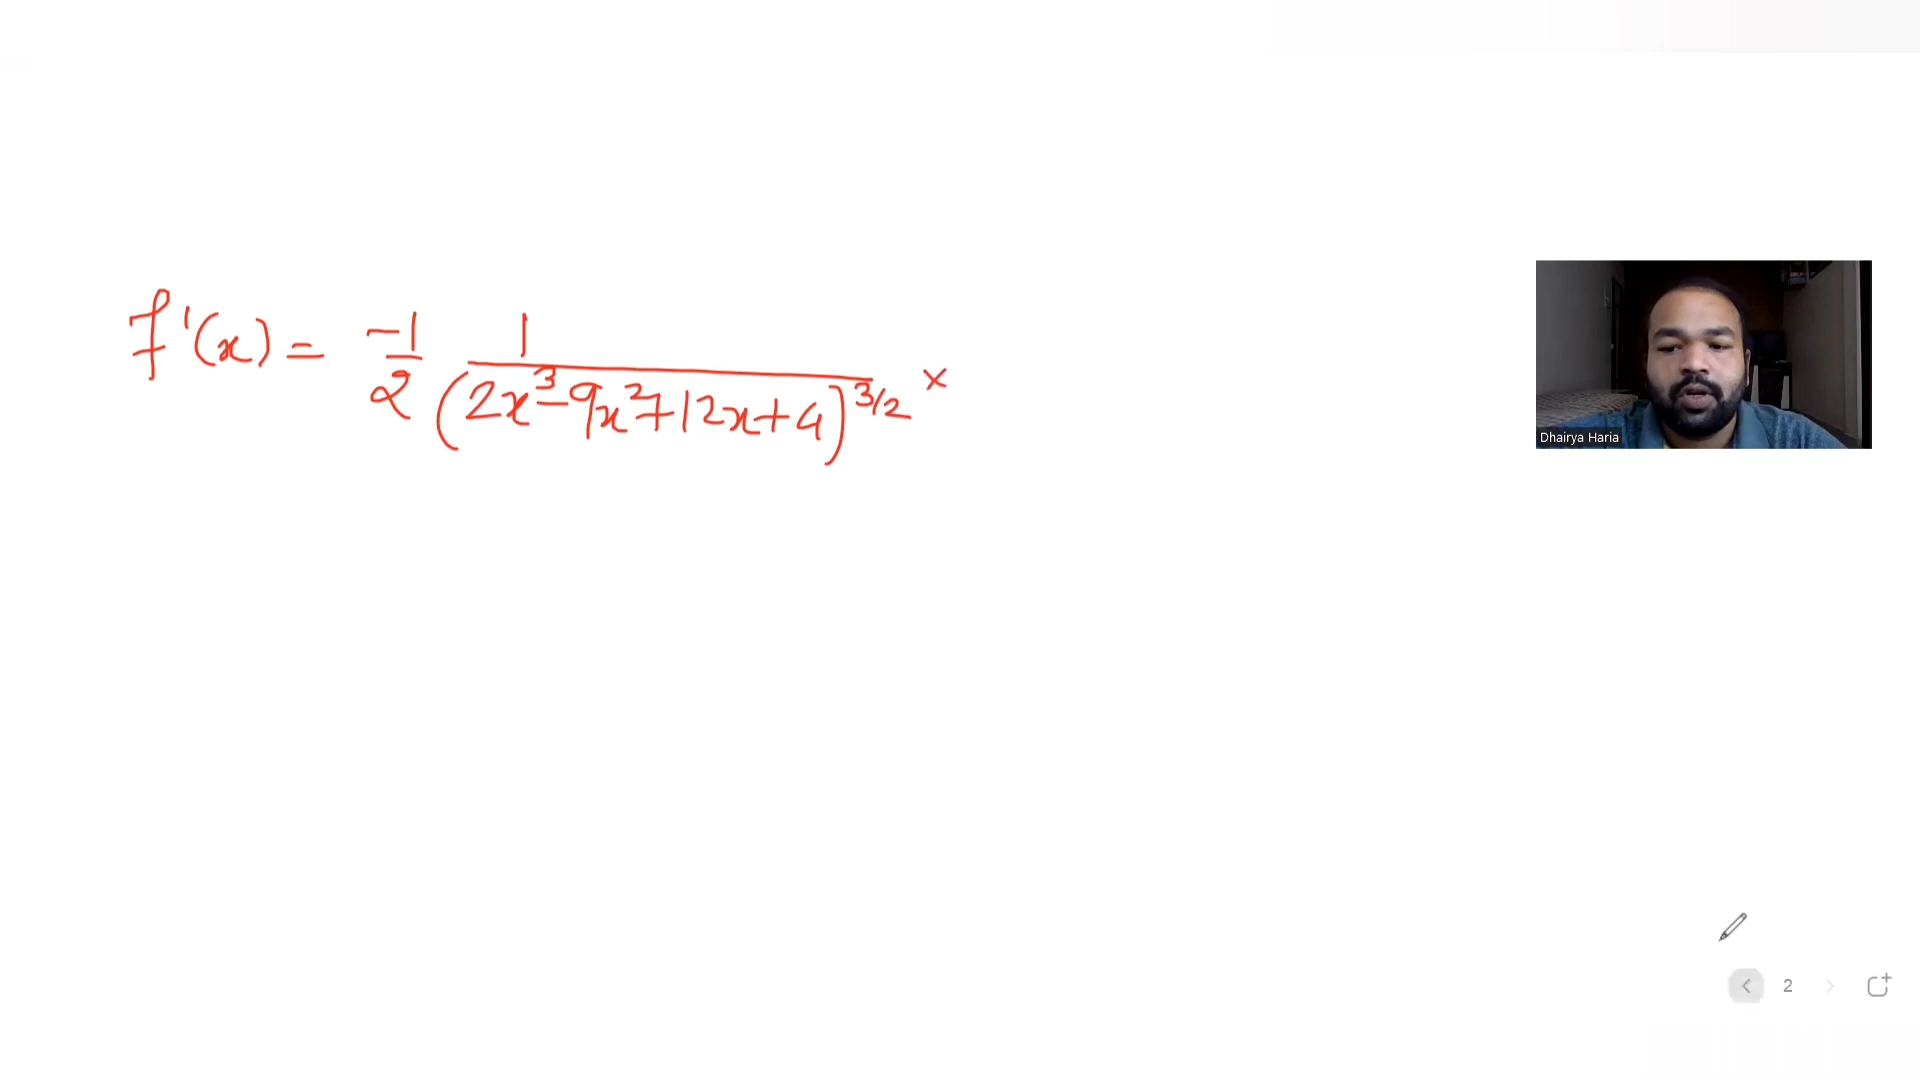 f'(x) = -1/2 1/(2x³-9x²+12x+4)^3/2 ×
Dhairya Haria
2